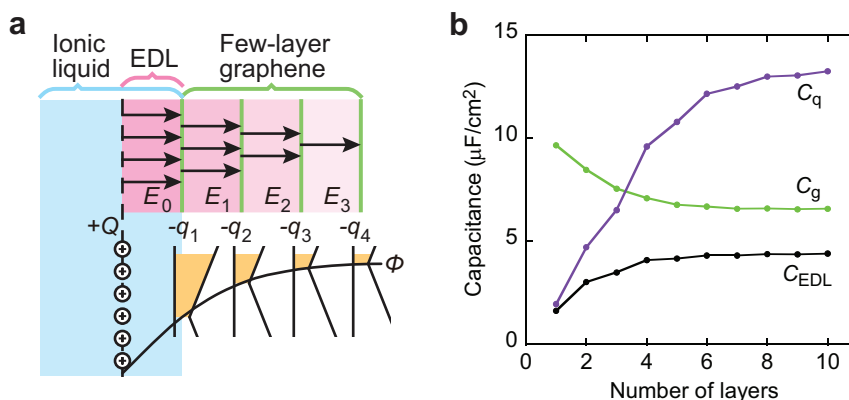 a
Ionic
liquid
EDL
Few-layer
graphene
E0 E1 E2 E3
+Q -q1 -q2 -q3 -q4
Φ
b
15
10
5
0
Capacitance (μF/cm²)
Cq
Cg
CEDL
0 2 4 6 8 10
Number of layers